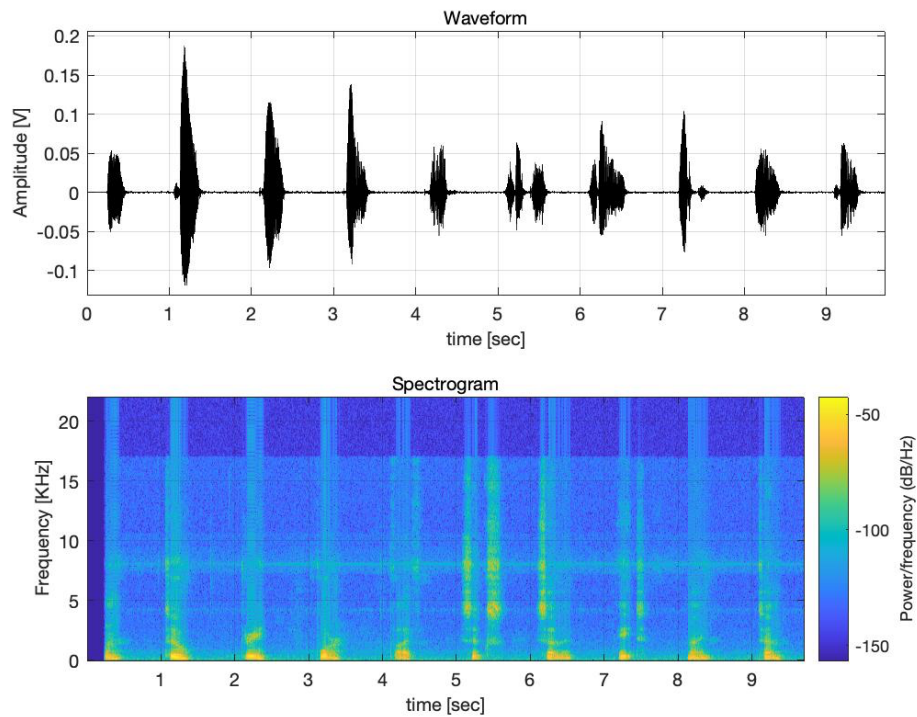 Waveform
0.2
0.15
0.1
0.05
0
-0.05
-0.1
Amplitude [V]
0 1 2 3 4 5 6 7 8 9
time [sec]
Spectrogram
20
15
10
5
0
Frequency [KHz]
1 2 3 4 5 6 7 8 9
time [sec]
-50
-100
-150
Power/frequency (dB/Hz)